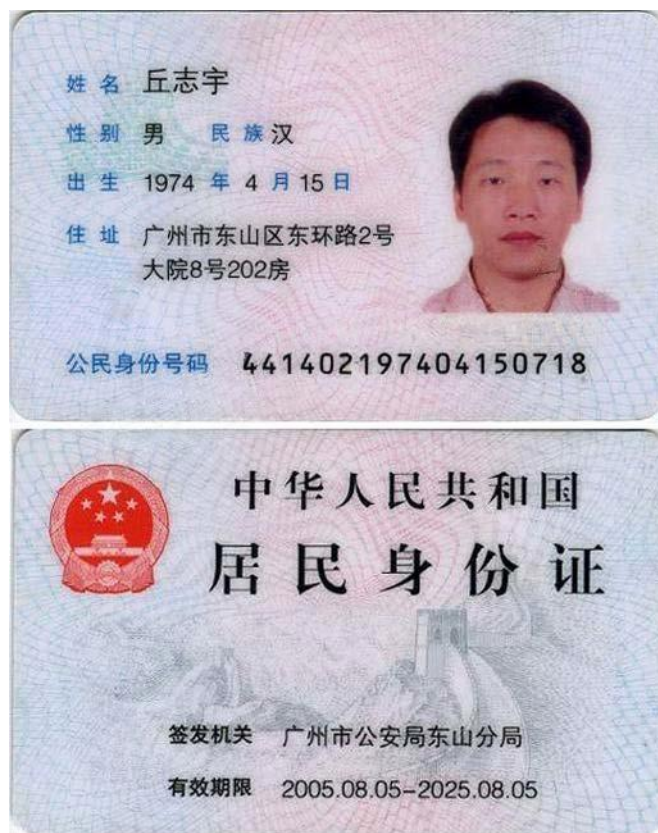 姓名 丘志宇
性别 男 民族 汉
出生 1974 年 4 月 15 日
住址 广州市东山区东环路2号
大院8号202房
公民身份号码 441402197404150718
中华人民共和国
居民身份证
签发机关 广州市公安局东山分局
有效期限 2005.08.05-2025.08.05